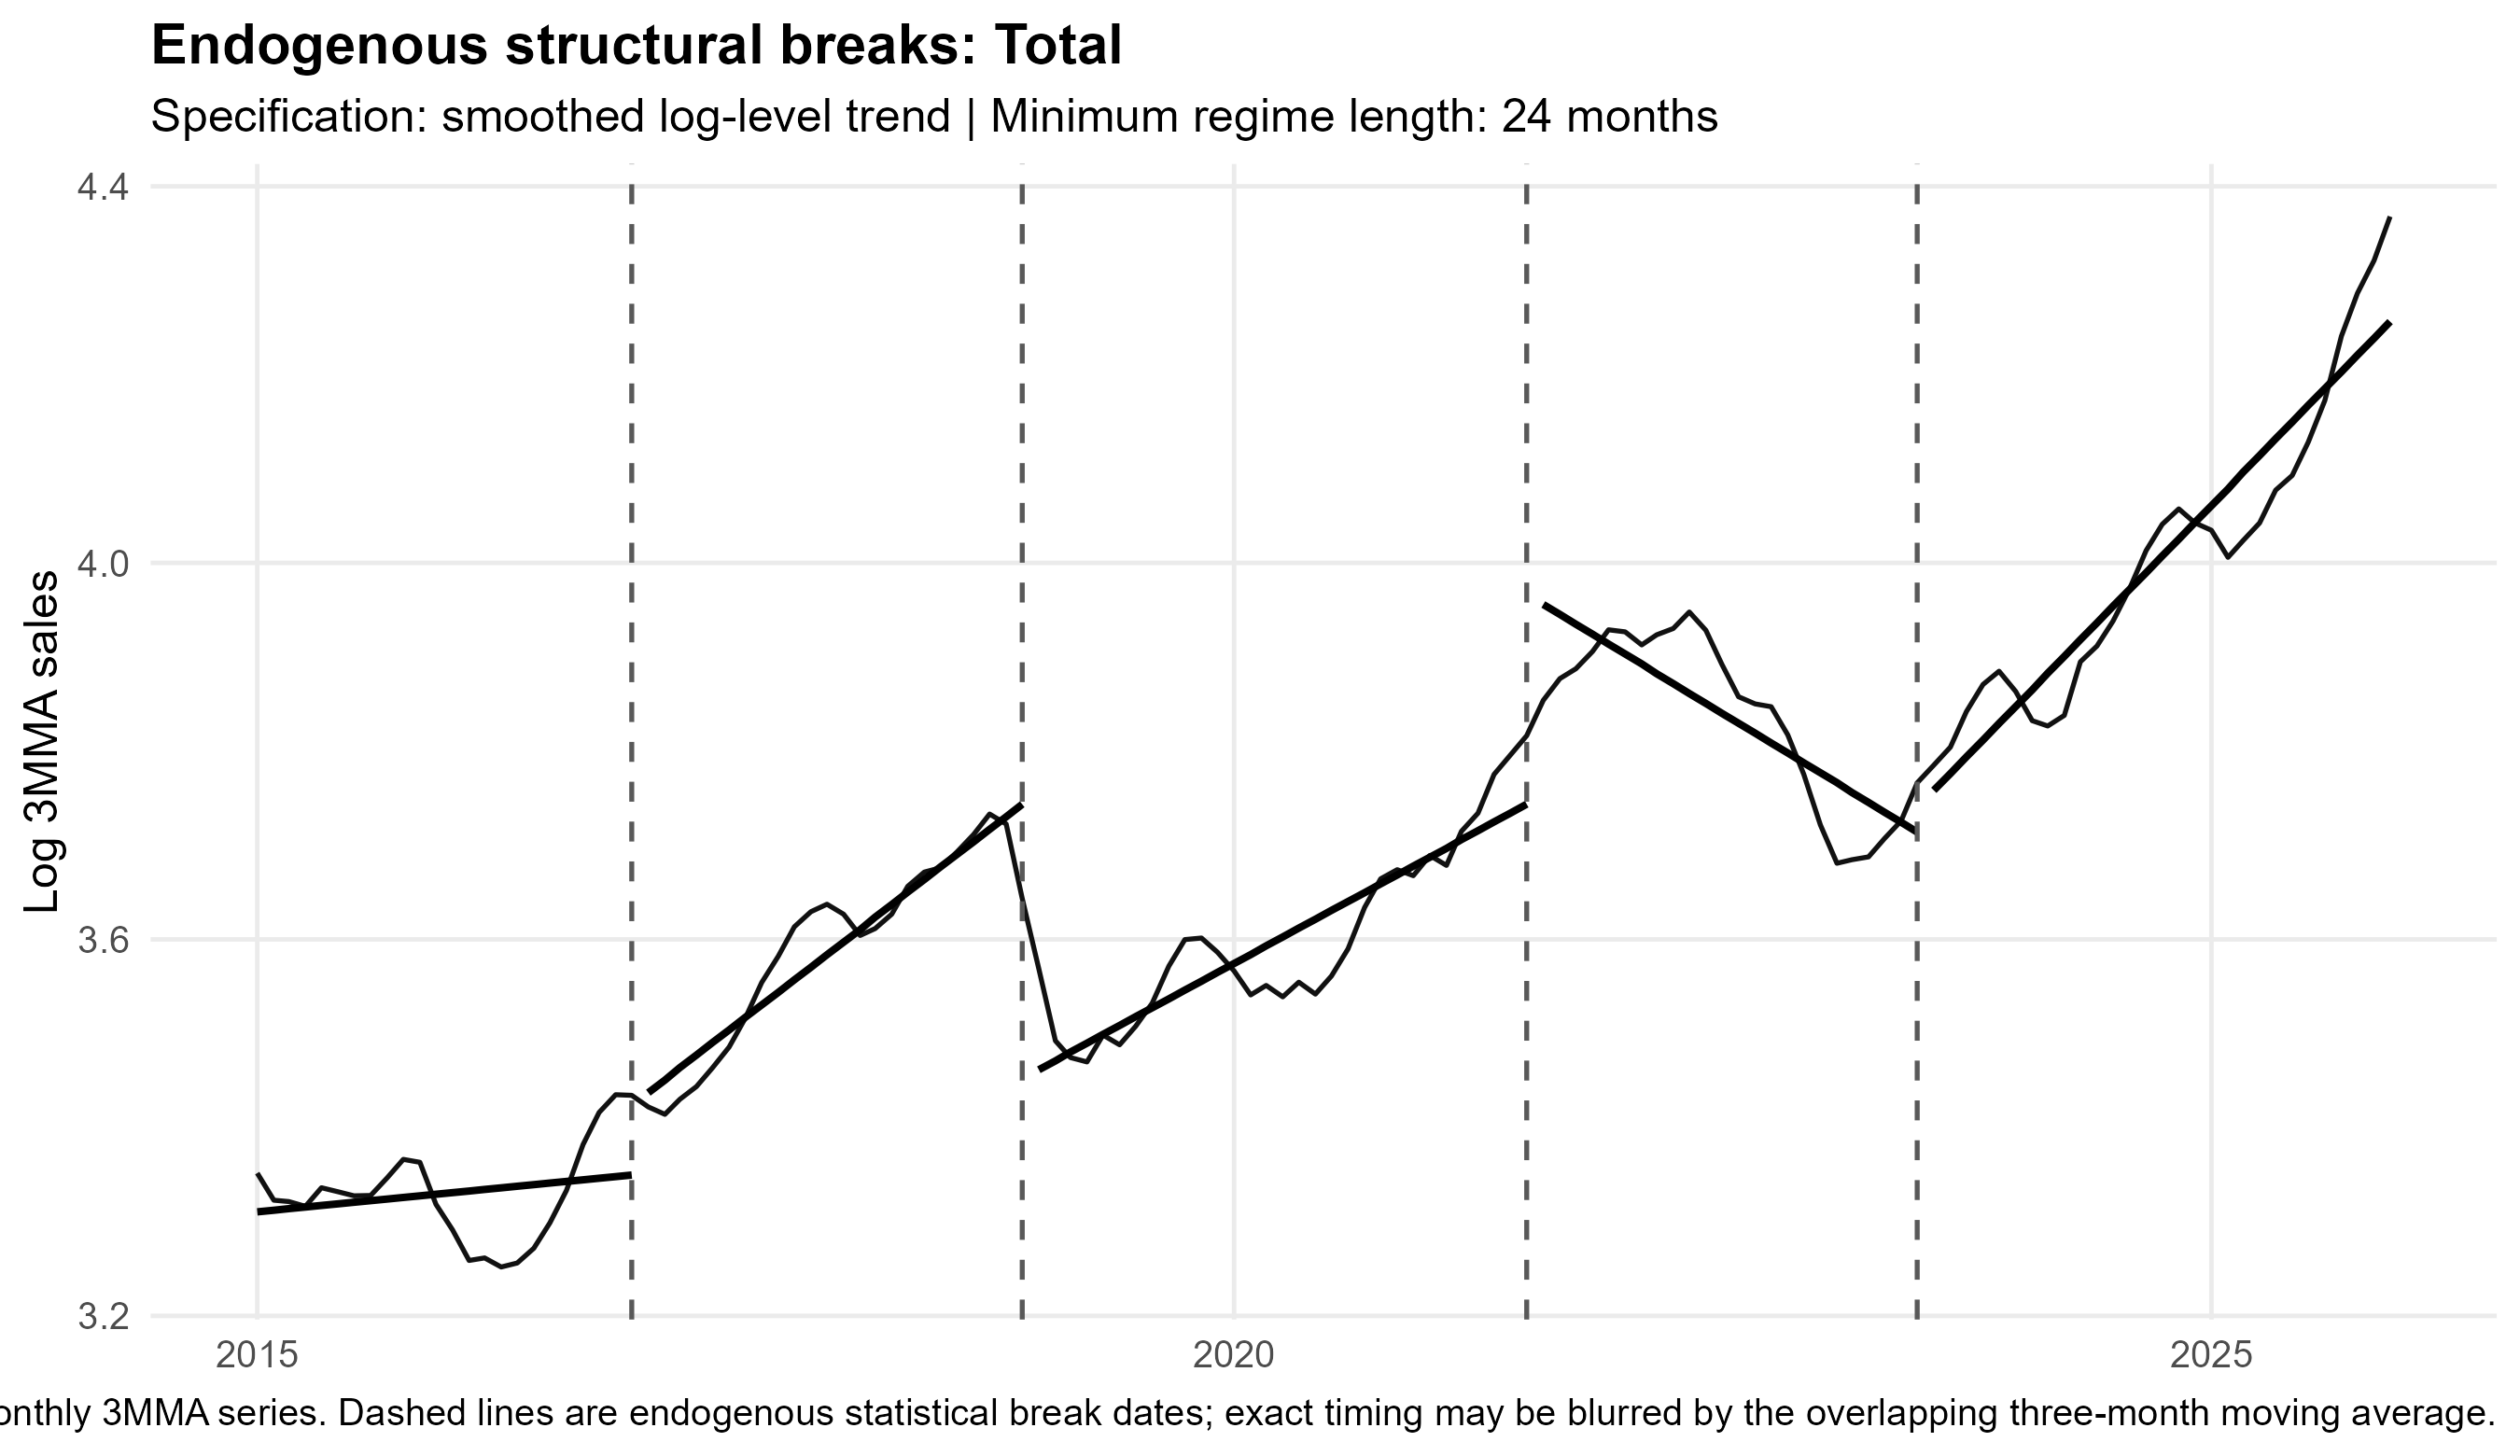 Endogenous structural breaks: Total
Specification: smoothed log-level trend | Minimum regime length: 24 months
Log 3MMA sales
4.4
4.0
3.6
3.2
2015
2020
2025
onthly 3MMA series. Dashed lines are endogenous statistical break dates; exact timing may be blurred by the overlapping three-month moving average.